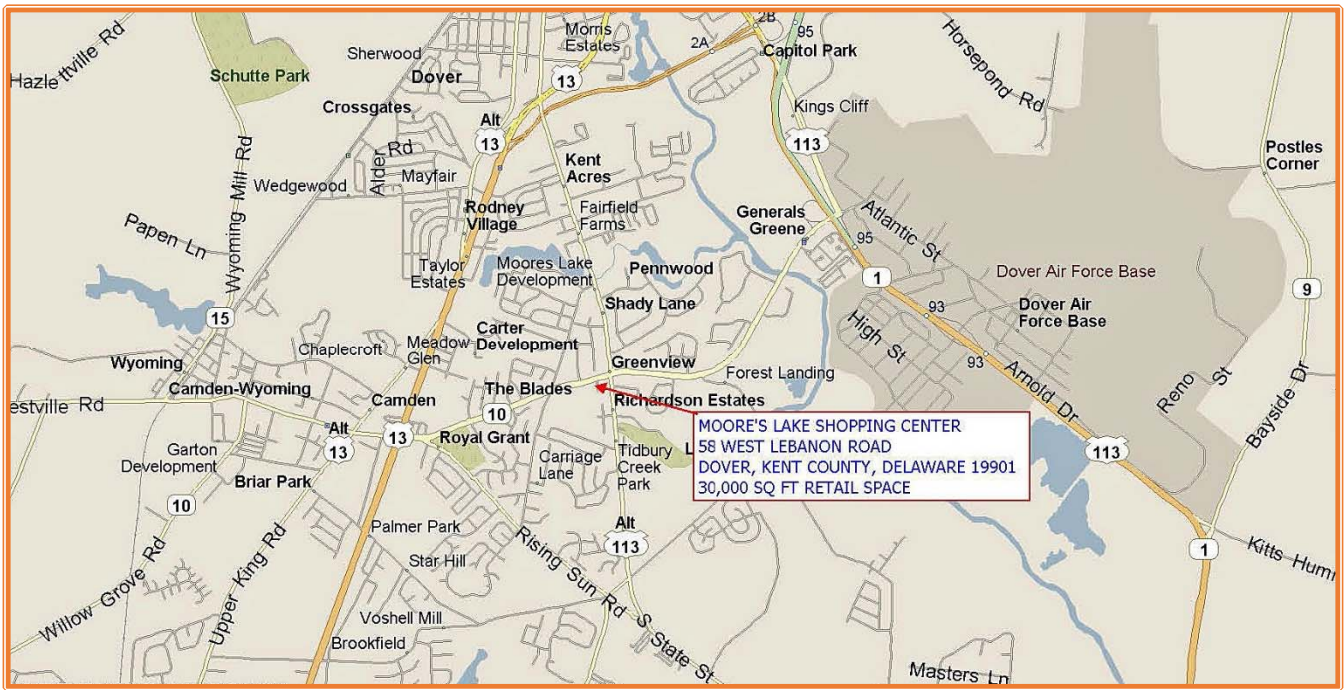 2B
Morris
Estates
95
2A
Capitol Park
Horsepond Rd
Hazlettville Rd
Sherwood
Schutte Park
Dover
13
Crossgates
Kings Cliff
Alt
13
113
Postles
Corner
Wyoming Mill Rd
Alder Rd
Kent
Acres
Wedgewood
Mayfair
Rodney
Village
Fairfield
Farms
Generals
Greene
Atlantic St
Papen Ln
95
Taylor
Estates
Moores Lake
Development
Pennwood
1
Dover Air Force Base
9
Shady Lane
93
Dover Air
Force Base
15
High St
Carter
Development
Chaplecroft
Meadow
Glen
Wyoming
Greenview
93
Arnold Dr
Reno St
Bayside Dr
Camden-Wyoming
The Blades
Forest Landing
estville Rd
Camden
Richardson Estates
10
MOORE'S LAKE SHOPPING CENTER
58 WEST LEBANON ROAD
DOVER, KENT COUNTY, DELAWARE 19901
30,000 SQ FT RETAIL SPACE
Alt
13
13
Royal Grant
Garton
Development
Carriage
Lane
Tidbury
Creek
Park
L
113
Briar Park
10
Palmer Park
Alt
113
Star Hill
Rising Sun Rd
1
Kitts Humm
Willow Grove Rd
Upper King Rd
Voshell Mill
S State St
Brookfield
Masters Ln